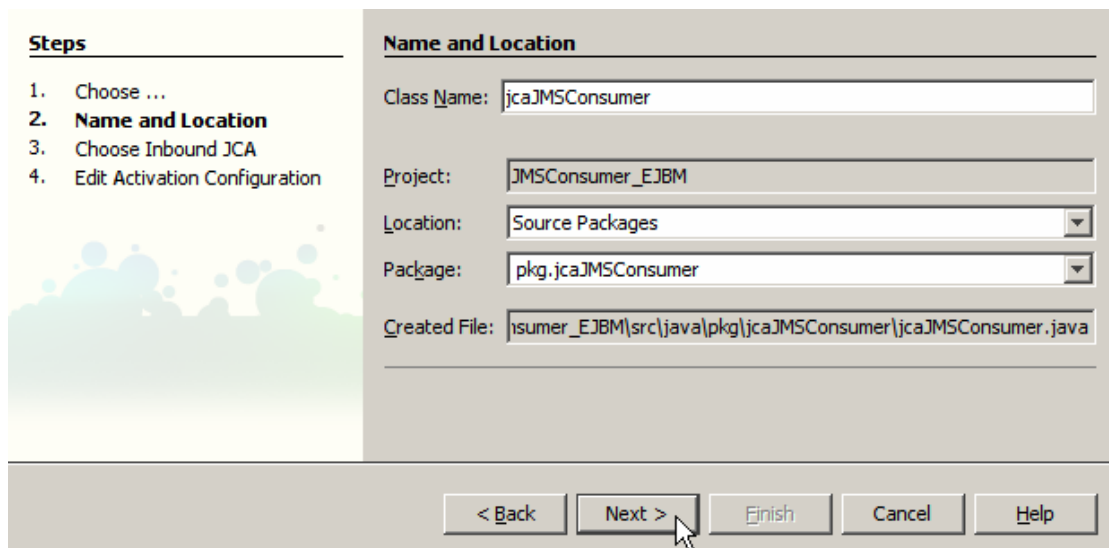 Steps
1. Choose ...
2. Name and Location
3. Choose Inbound JCA
4. Edit Activation Configuration
Name and Location
Class Name: jcaJMSConsumer
Project: JMSConsumer_EJBM
Location: Source Packages
Package: pkg.jcaJMSConsumer
Created File: nsumer_EJBM\src\java\pkg\jcaJMSConsumer\jcaJMSConsumer.java
< Back Next > Finish Cancel Help